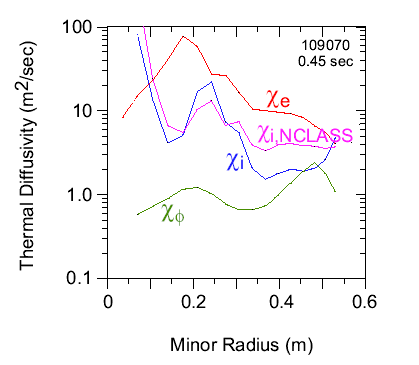 109070
0.45 sec
Thermal Diffusivity (m2/sec)
100
10
1.0
0.1
χe
χi,NCLASS
χi
χϕ
0 0.2 0.4 0.6
Minor Radius (m)